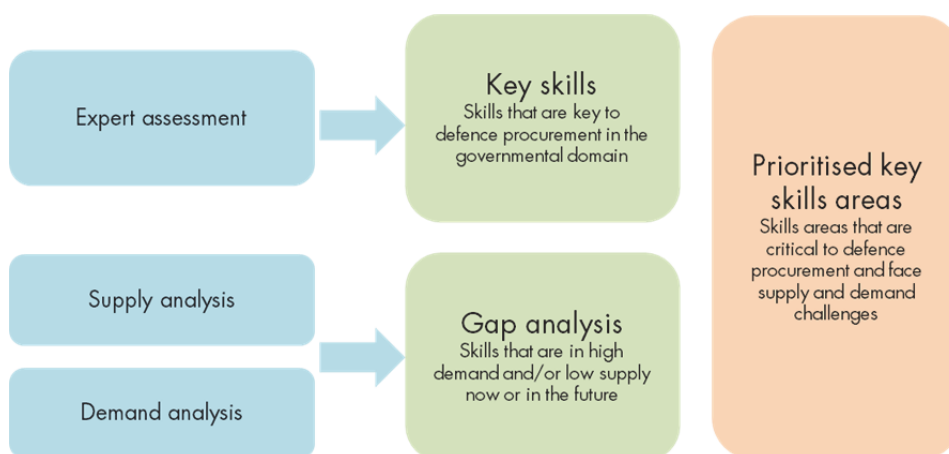 Expert assessment
Key skills
Skills that are key to
defence procurement in the
governmental domain
Supply analysis
Demand analysis
Gap analysis
Skills that are in high
demand and/or low supply
now or in the future
Prioritised key
skills areas
Skills areas that are
critical to defence
procurement and face
supply and demand
challenges